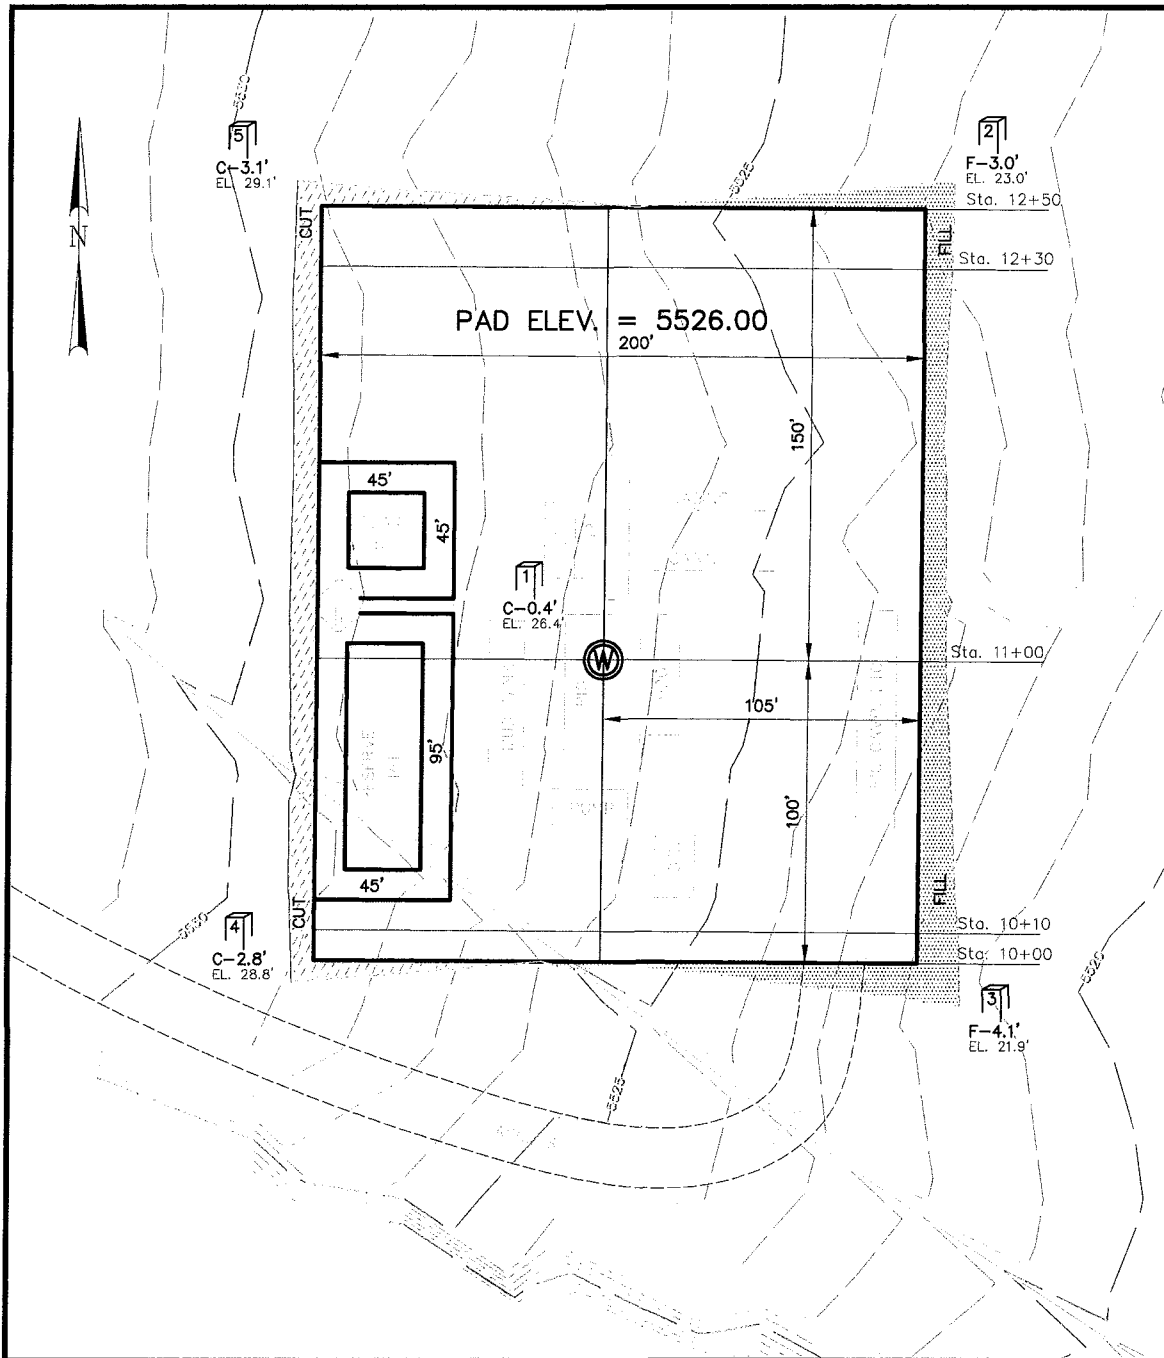 5530
5
C-3.1'
EL. 29.1'
2
F-3.0'
EL. 23.0'
5525
Sta. 12+50
CUT
FILL
N
Sta. 12+30
PAD ELEV. = 5526.00
200'
150'
45'
45'
1
C-0.4'
EL. 26.4'
W
Sta. 11+00
105'
RESERVE
PIT
95'
100'
45'
CUT
FILL
5530
4
C-2.8'
EL. 28.8'
Sta. 10+10
Sta. 10+00
5520
3
F-4.1'
EL. 21.9'
5525